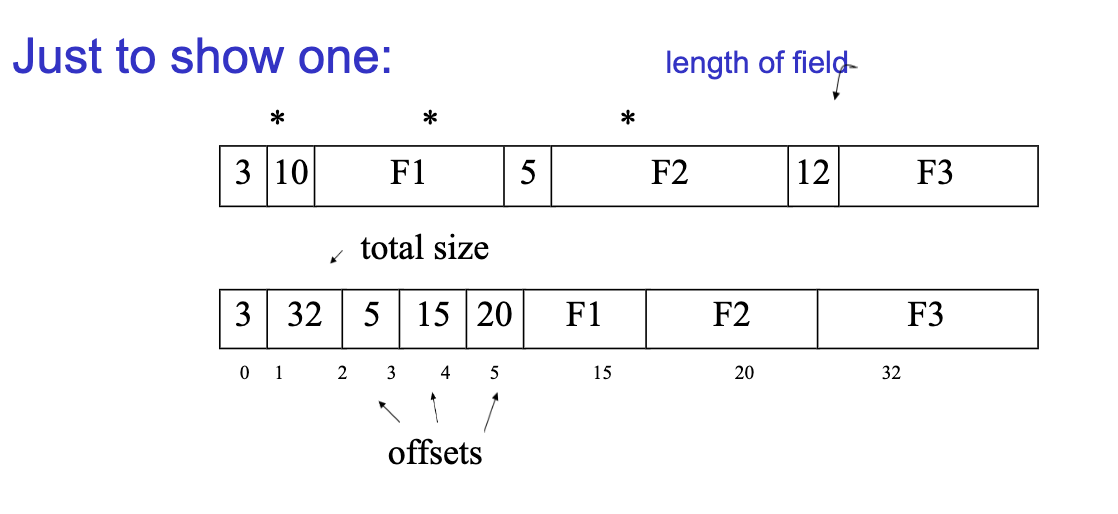 Just to show one:
length of field
* * *
3 10 F1 5 F2 12 F3
total size
3 32 5 15 20 F1 F2 F3
0 1 2 3 4 5 15 20 32
offsets